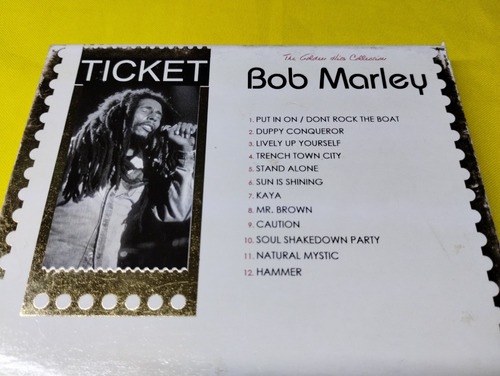 TICKET
The Golden Hits Collection
Bob Marley
1. PUT IN ON / DONT ROCK THE BOAT
2. DUPPY CONQUEROR
3. LIVELY UP YOURSELF
4. TRENCH TOWN CITY
5. STAND ALONE
6. SUN IS SHINING
7. KAYA
8. MR. BROWN
9. CAUTION
10. SOUL SHAKEDOWN PARTY
11. NATURAL MYSTIC
12. HAMMER